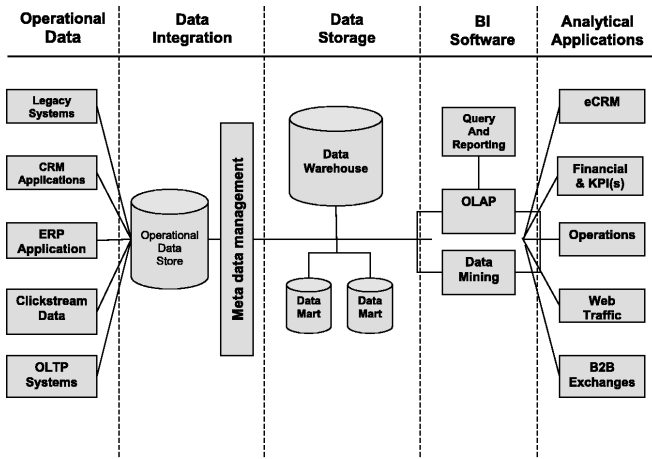 Operational
Data
Data
Integration
Data
Storage
BI
Software
Analytical
Applications
Legacy
Systems
CRM
Applications
ERP
Application
Clickstream
Data
OLTP
Systems
Operational
Data
Store
Meta data management
Data
Warehouse
Data
Mart
Data
Mart
Query
And
Reporting
OLAP
Data
Mining
eCRM
Financial
& KPI(s)
Operations
Web
Traffic
B2B
Exchanges